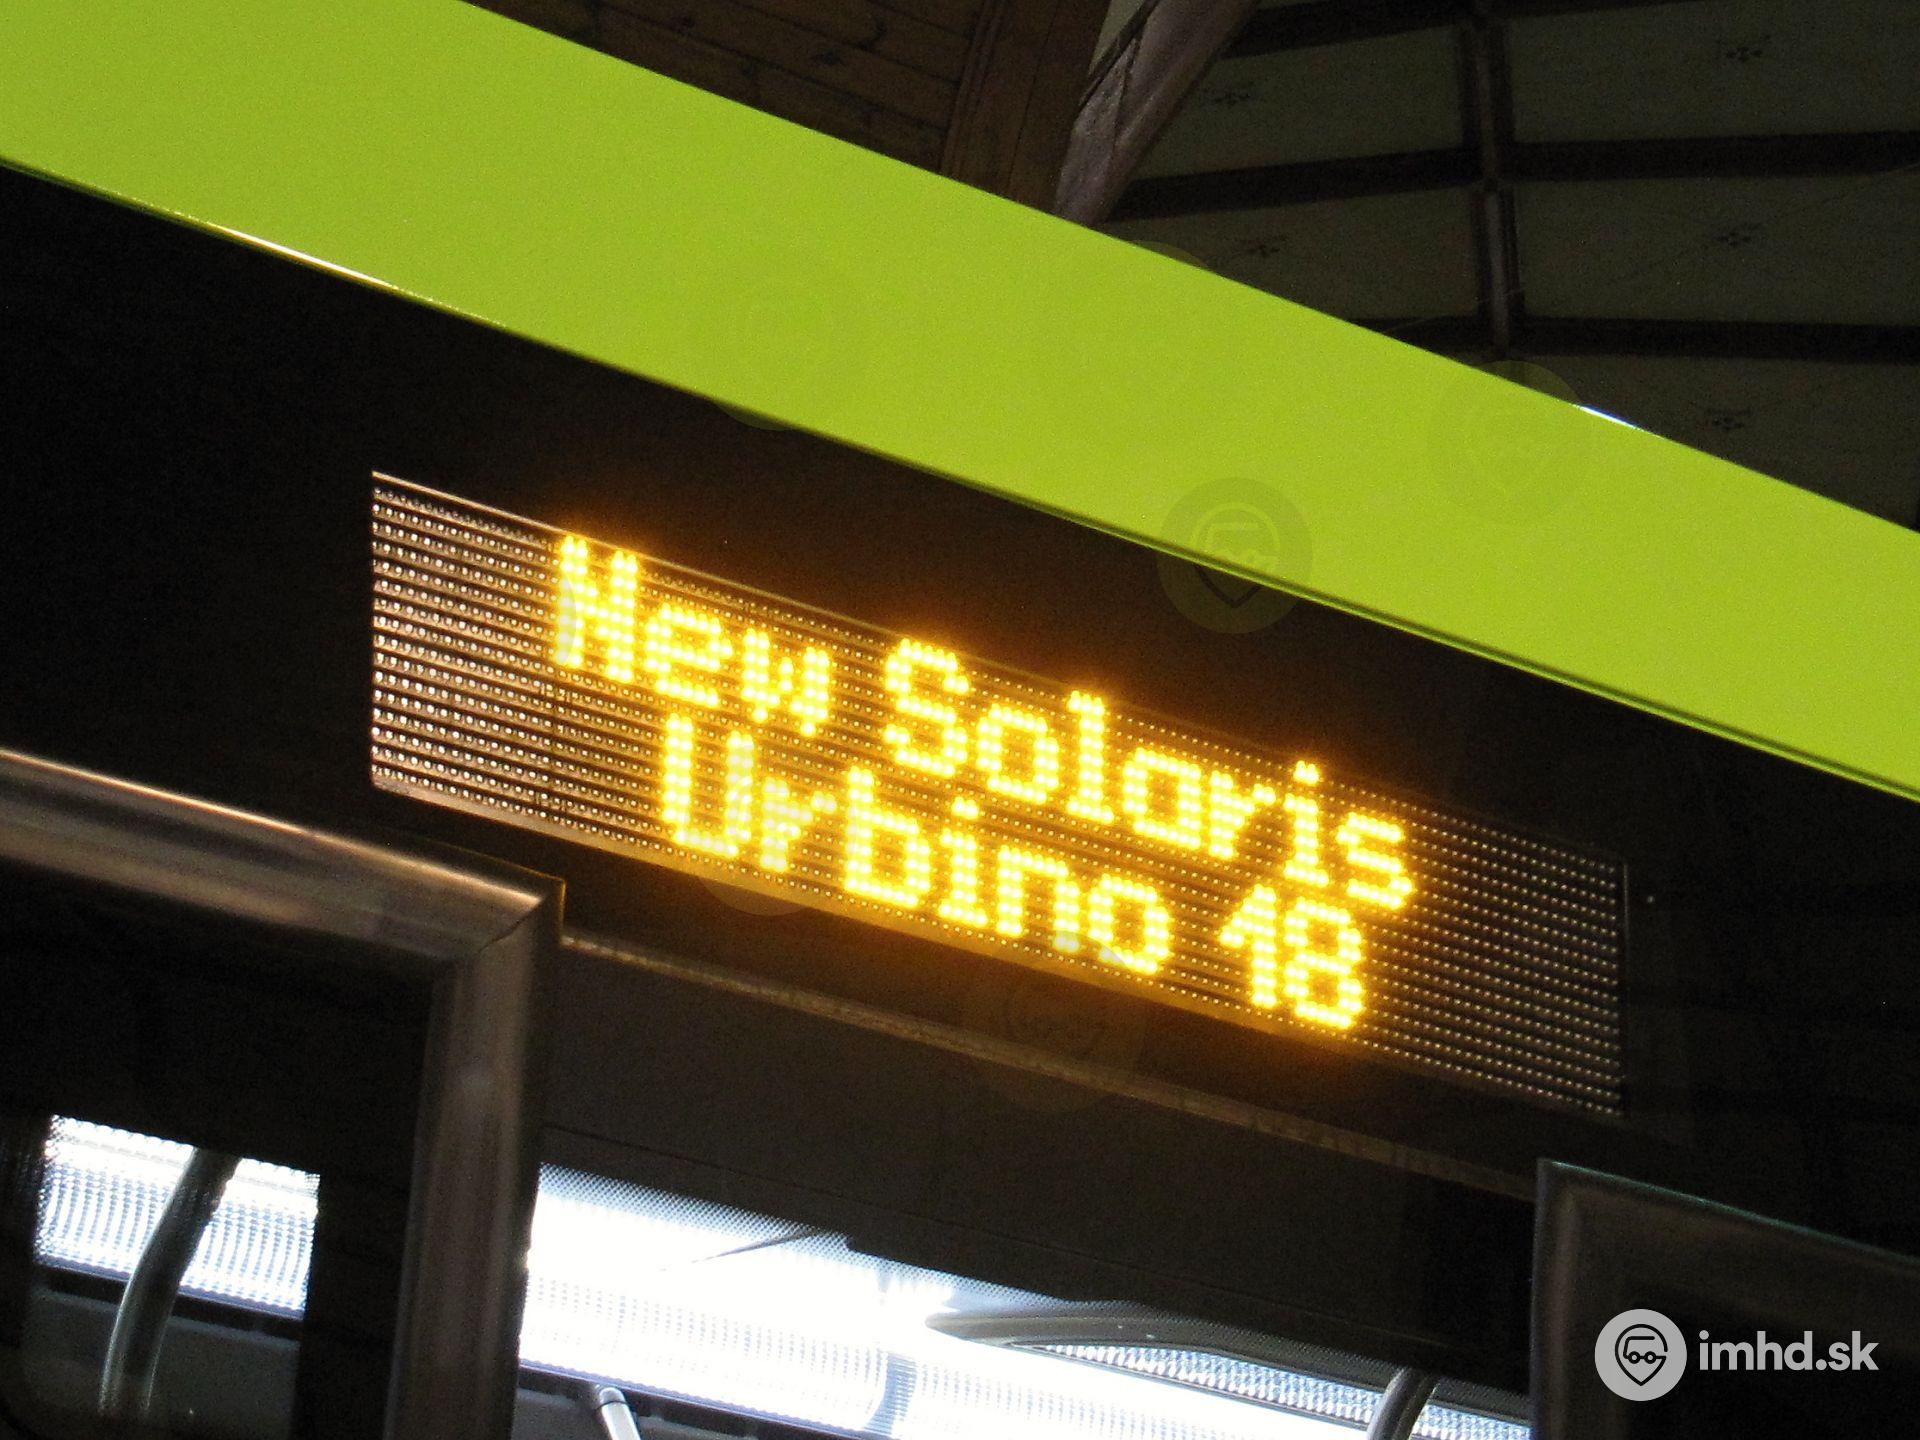 New Solaris
Urbino 18
imhd.sk